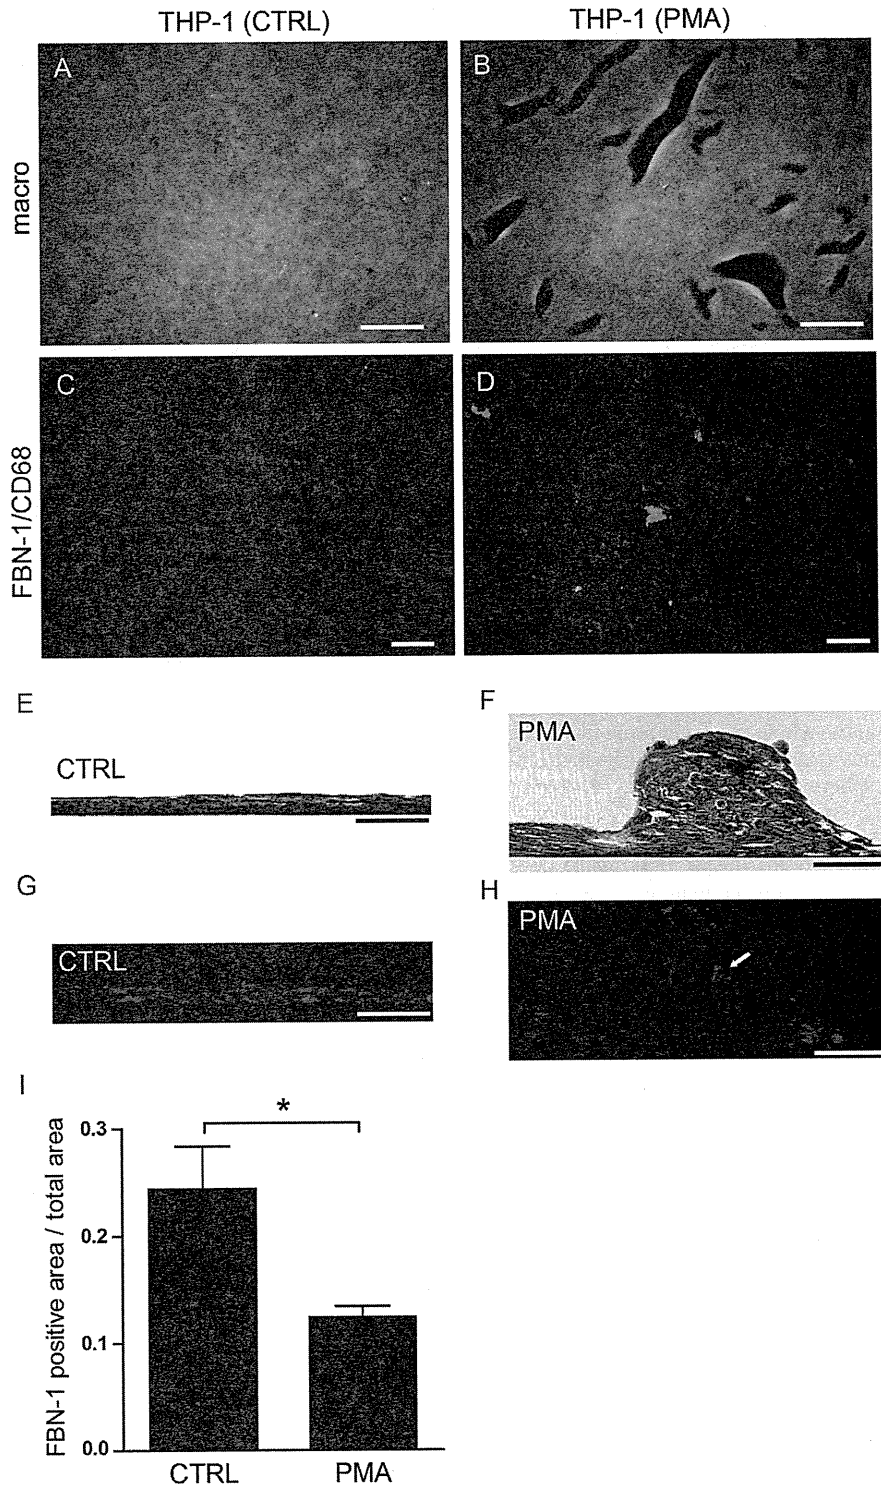 THP-1 (CTRL)
THP-1 (PMA)
macro
A
B
FBN-1/CD68
C
D
E
CTRL
F
PMA
G
CTRL
H
PMA
I
FBN-1 positive area / total area
0.3
*
0.2
0.1
0.0
CTRL
PMA